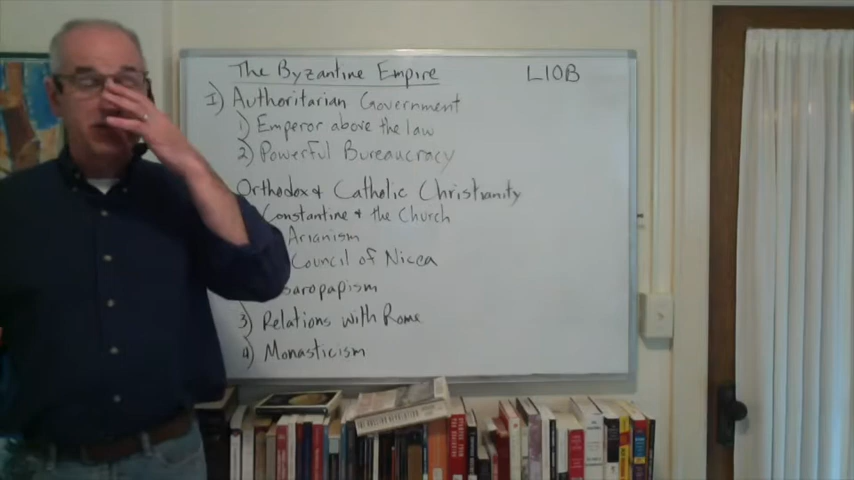 The Byzantine Empire
L10B
I) Authoritarian Government
1) Emperor above the law
2) Powerful Bureaucracy
Orthodox & Catholic Christianity
Constantine & the Church
Arianism
Council of Nicea
saropapism
3) Relations with Rome
4) Monasticism